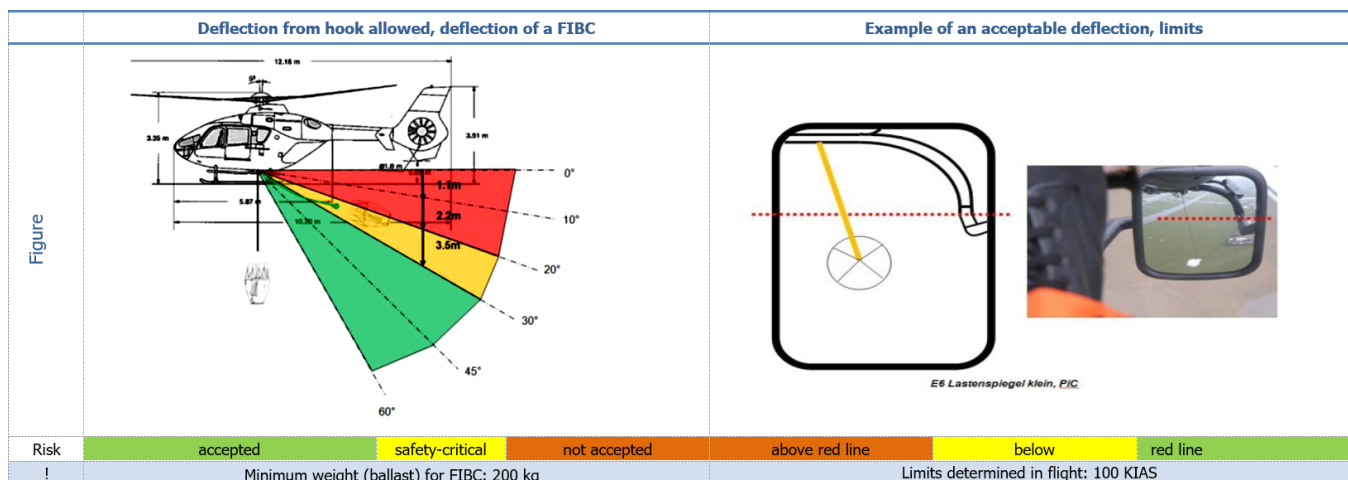 Deflection from hook allowed, deflection of a FIBC
Example of an acceptable deflection, limits
Figure
12.16 m
5°
3.35 m
3.51 m
5.87 m
10.20 m
1.1m
2.2m
3.5m
0°
10°
20°
30°
45°
60°
E6 Lastenspiegel klein, PiC
Risk
accepted
safety-critical
not accepted
above red line
below
red line
!
Minimum weight (ballast) for FIBC: 200 kg
Limits determined in flight: 100 KIAS